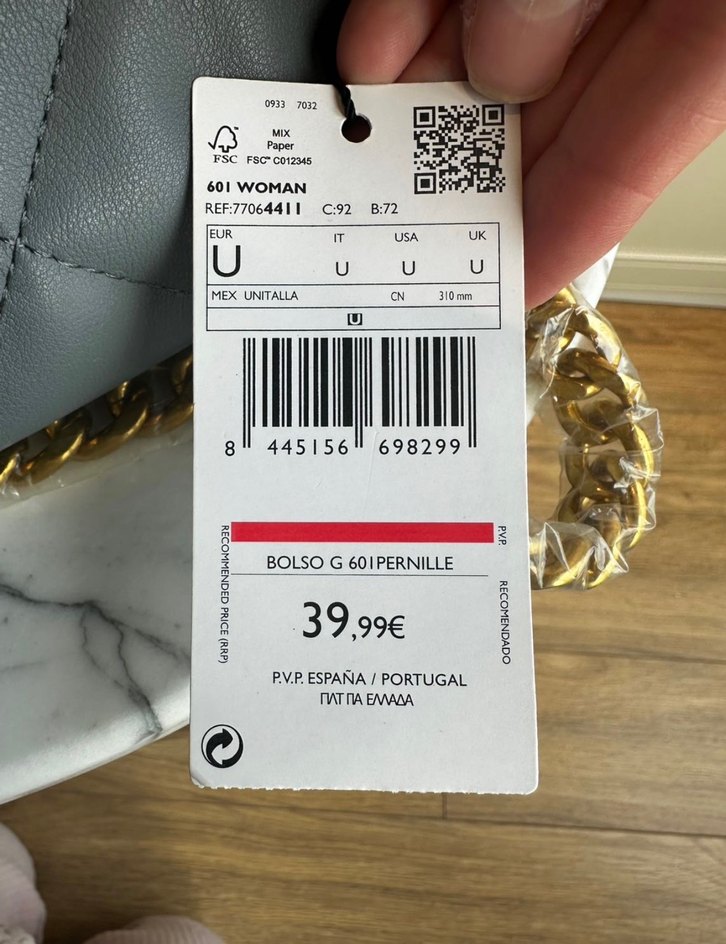 0933 7032
MIX
Paper
FSC FSC™ C012345
601 WOMAN
REF:77064411 C:92 B:72
EUR IT USA UK
U U U U
MEX UNITALLA CN 310 mm
U
8 445156 698299
RECOMMENDED PRICE (RRP)
P.V.P. RECOMENDADO
BOLSO G 601PERNILLE
39,99€
P.V.P. ESPAÑA / PORTUGAL
ΠΛΤ ΓΙΑ ΕΛΛΑΔΑ